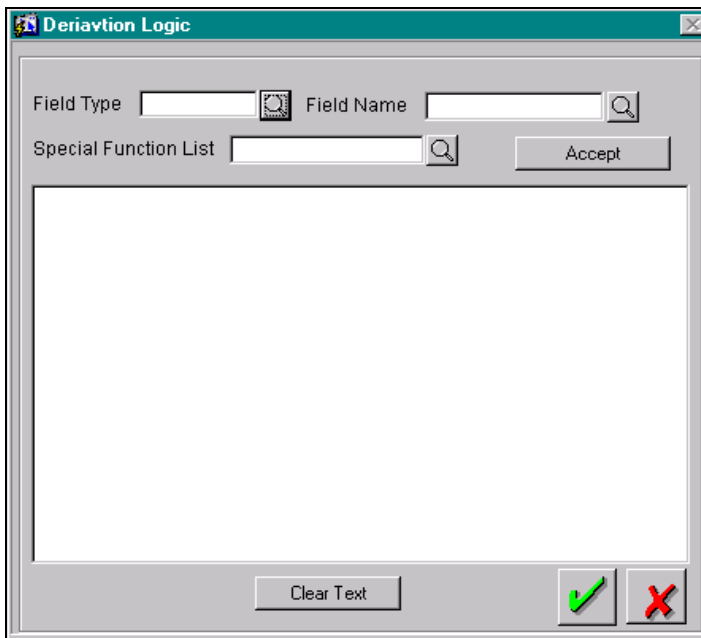 Deriavtion Logic
Field Type Field Name
Special Function List Accept
Clear Text